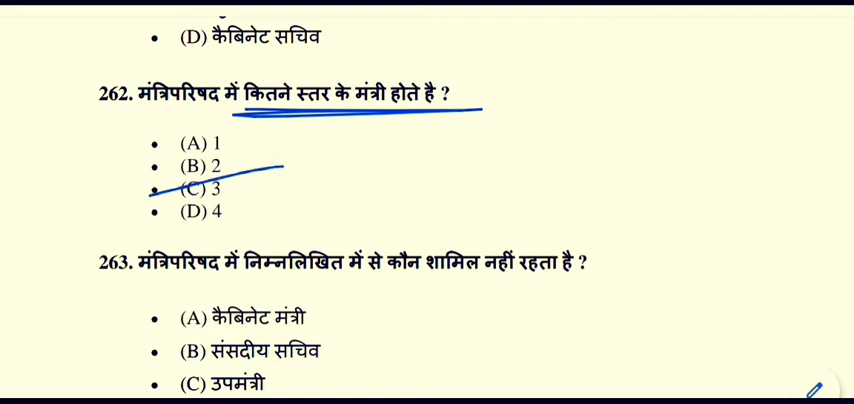 (D) कैबिनेट सचिव
262. मंत्रिपरिषद में कितने स्तर के मंत्री होते है ?
(A) 1
(B) 2
(C) 3
(D) 4
263. मंत्रिपरिषद में निम्नलिखित में से कौन शामिल नहीं रहता है ?
(A) कैबिनेट मंत्री
(B) संसदीय सचिव
(C) उपमंत्री